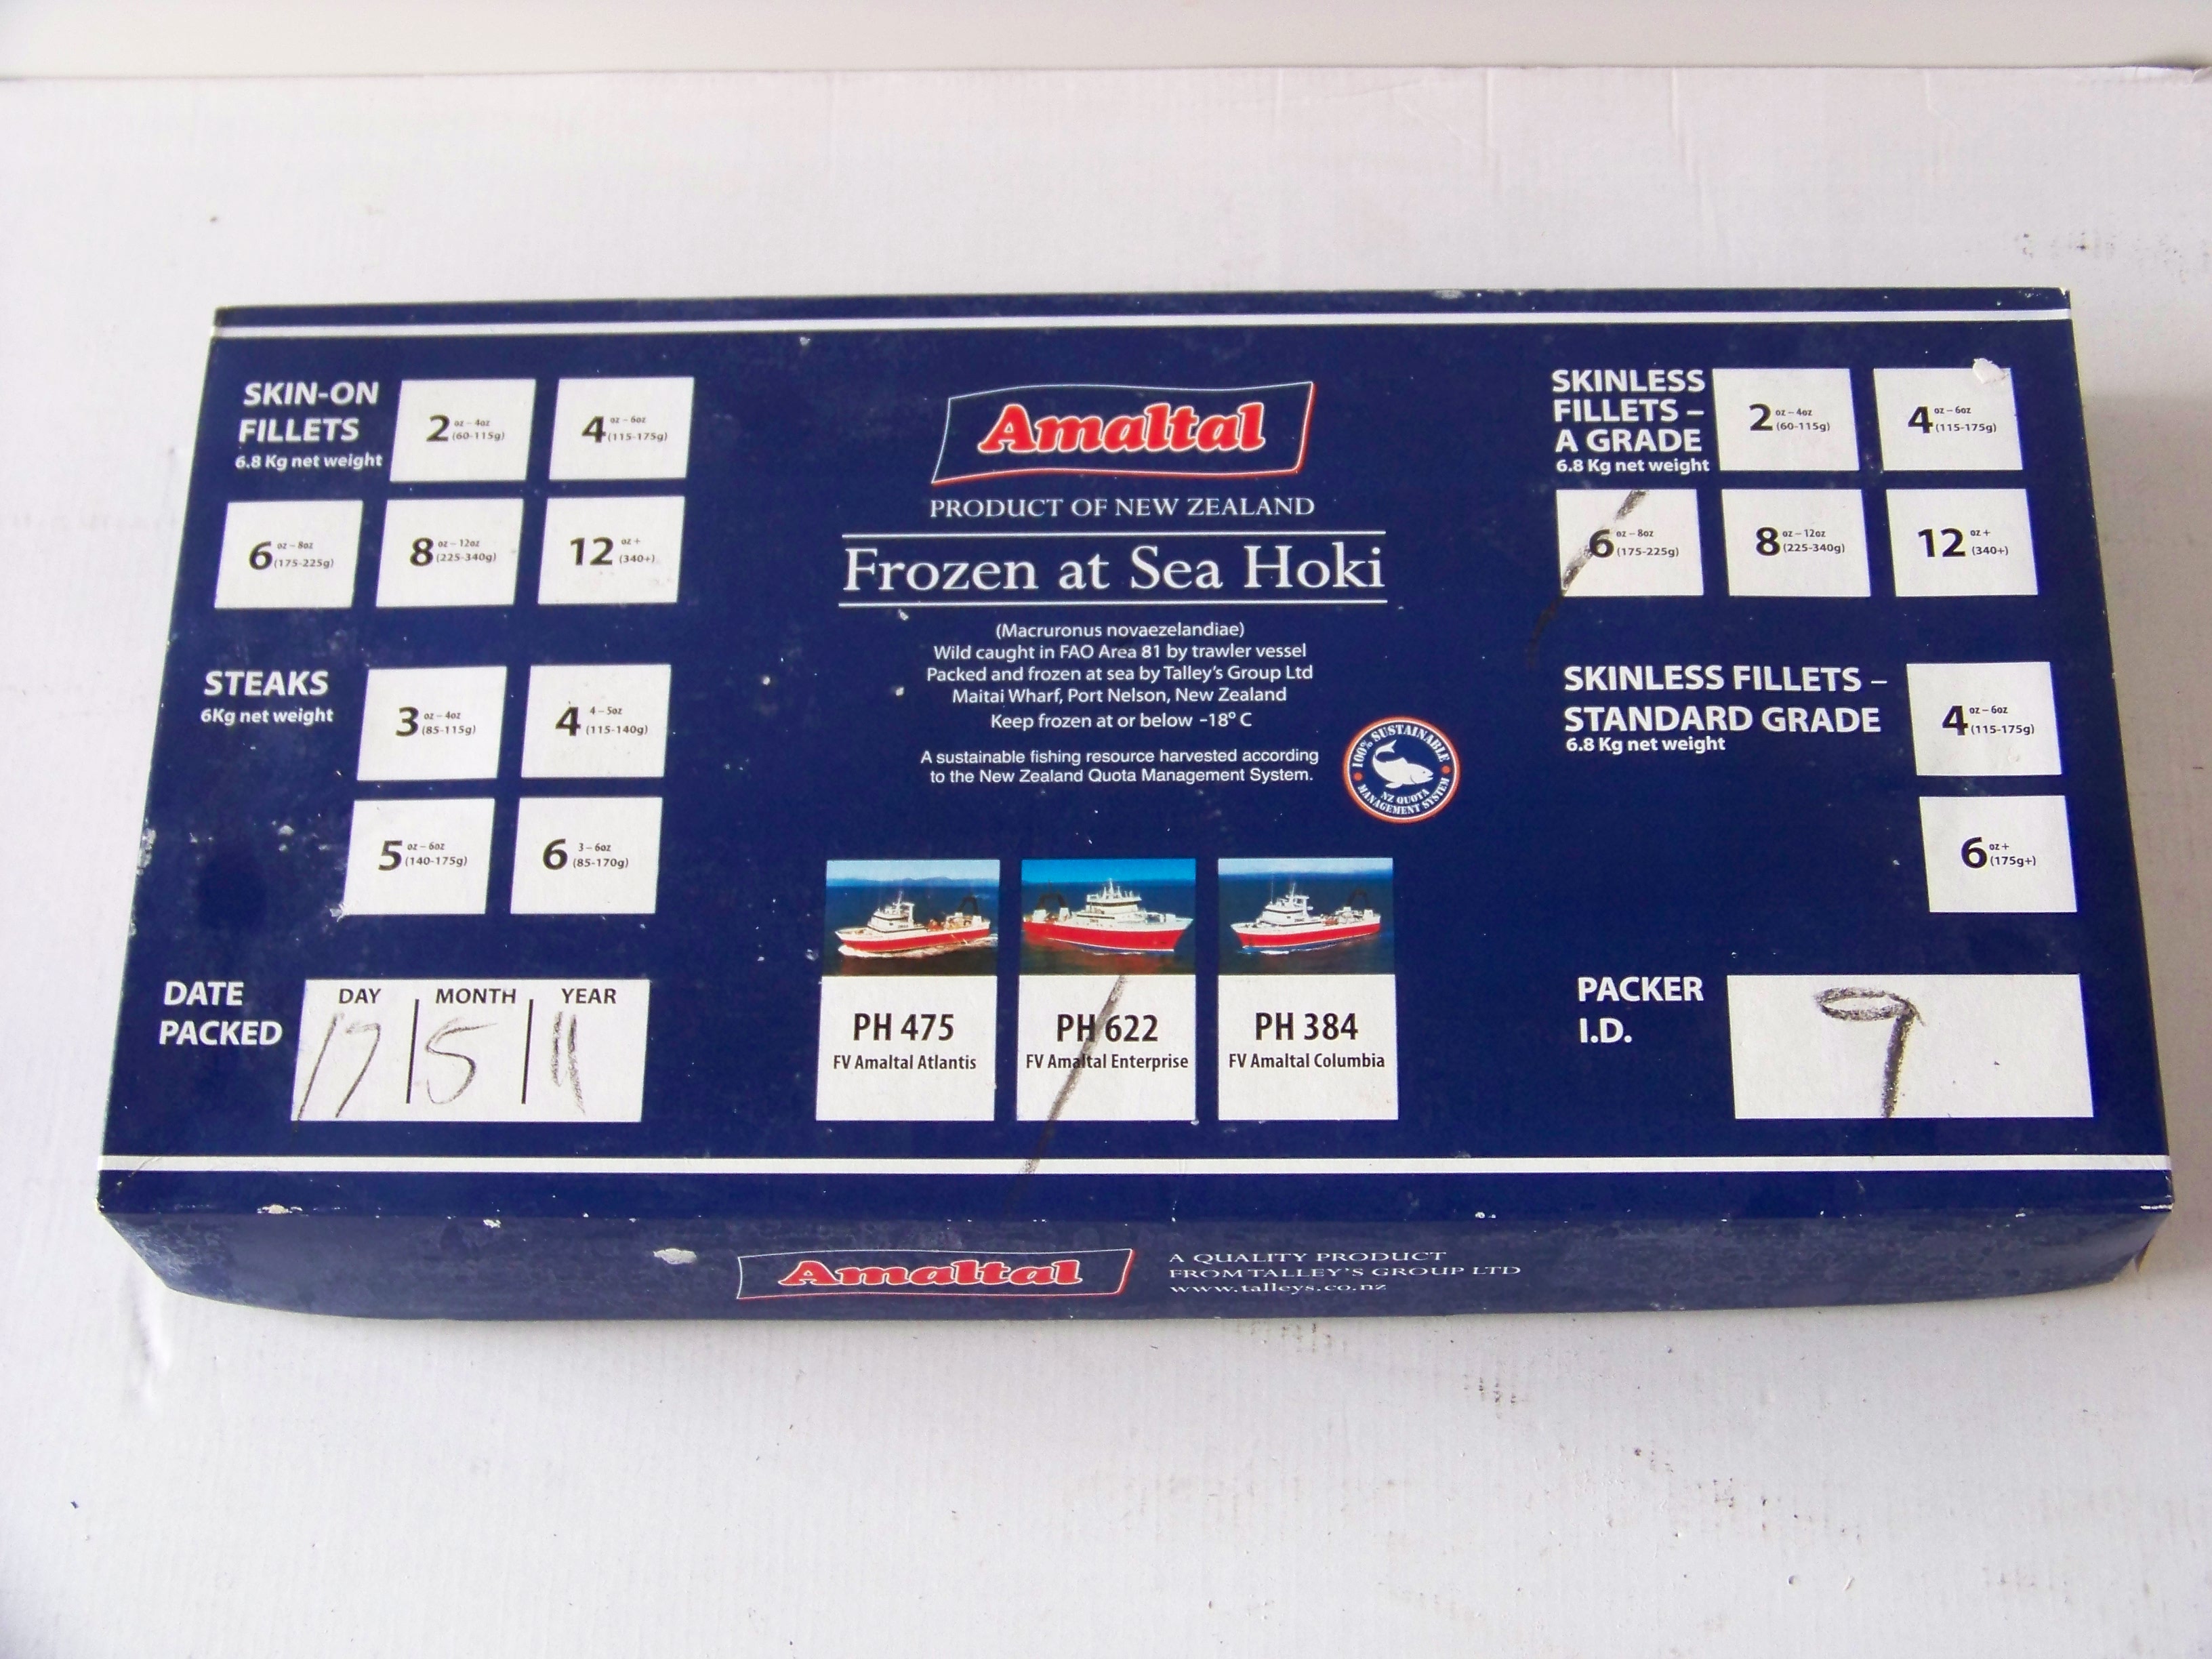 SKIN-ON
FILLETS
6.8 Kg net weight
2 oz – 4oz (60-115g)
4 oz – 6oz (115-175g)
6 oz – 8oz (175-225g)
8 oz – 12oz (225-340g)
12 oz + (340+)
STEAKS
6Kg net weight
3 oz – 4oz (85-115g)
4 4 – 5oz (115-140g)
5 oz – 6oz (140-175g)
6 3 – 6oz (85-170g)
DATE
PACKED
DAY MONTH YEAR
17 5 11
Amaltal
PRODUCT OF NEW ZEALAND
Frozen at Sea Hoki
(Macruronus novaezelandiae)
Wild caught in FAO Area 81 by trawler vessel
Packed and frozen at sea by Talley's Group Ltd
Maitai Wharf, Port Nelson, New Zealand
Keep frozen at or below -18° C
A sustainable fishing resource harvested according
to the New Zealand Quota Management System.
100% SUSTAINABLE
NZ QUOTA
MANAGEMENT SYSTEM
PH 475
FV Amaltal Atlantis
PH 622
FV Amaltal Enterprise
PH 384
FV Amaltal Columbia
SKINLESS
FILLETS –
A GRADE
6.8 Kg net weight
2 oz – 4oz (60-115g)
4 oz – 6oz (115-175g)
6 oz – 8oz (175-225g)
8 oz – 12oz (225-340g)
12 oz + (340+)
SKINLESS FILLETS –
STANDARD GRADE
6.8 Kg net weight
4 oz – 6oz (115-175g)
6 oz + (175g+)
PACKER
I.D.
9
Amaltal
A QUALITY PRODUCT
FROM TALLEY'S GROUP LTD
www.talleys.co.nz